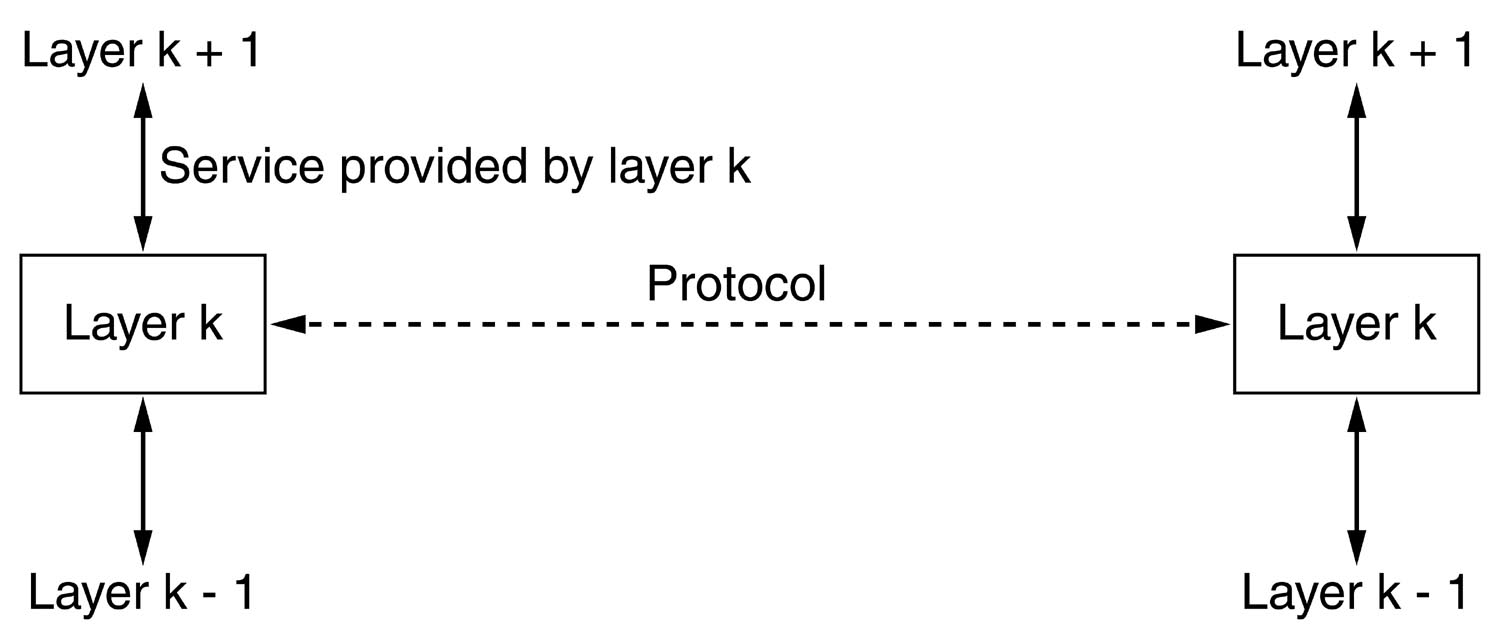 Layer k + 1
Layer k + 1
Service provided by layer k
Protocol
Layer k
Layer k
Layer k - 1
Layer k - 1